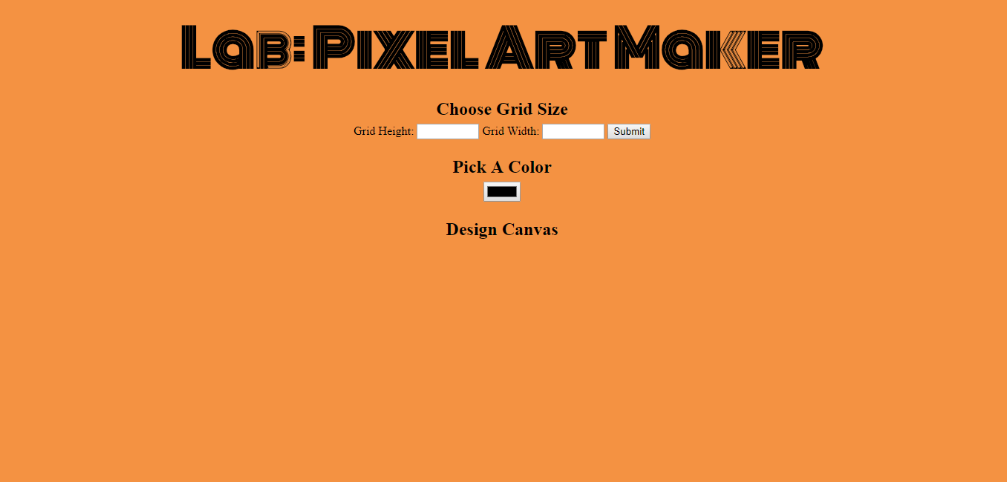 Lab: Pixel Art Maker
Choose Grid Size
Grid Height: Grid Width: Submit
Pick A Color
Design Canvas